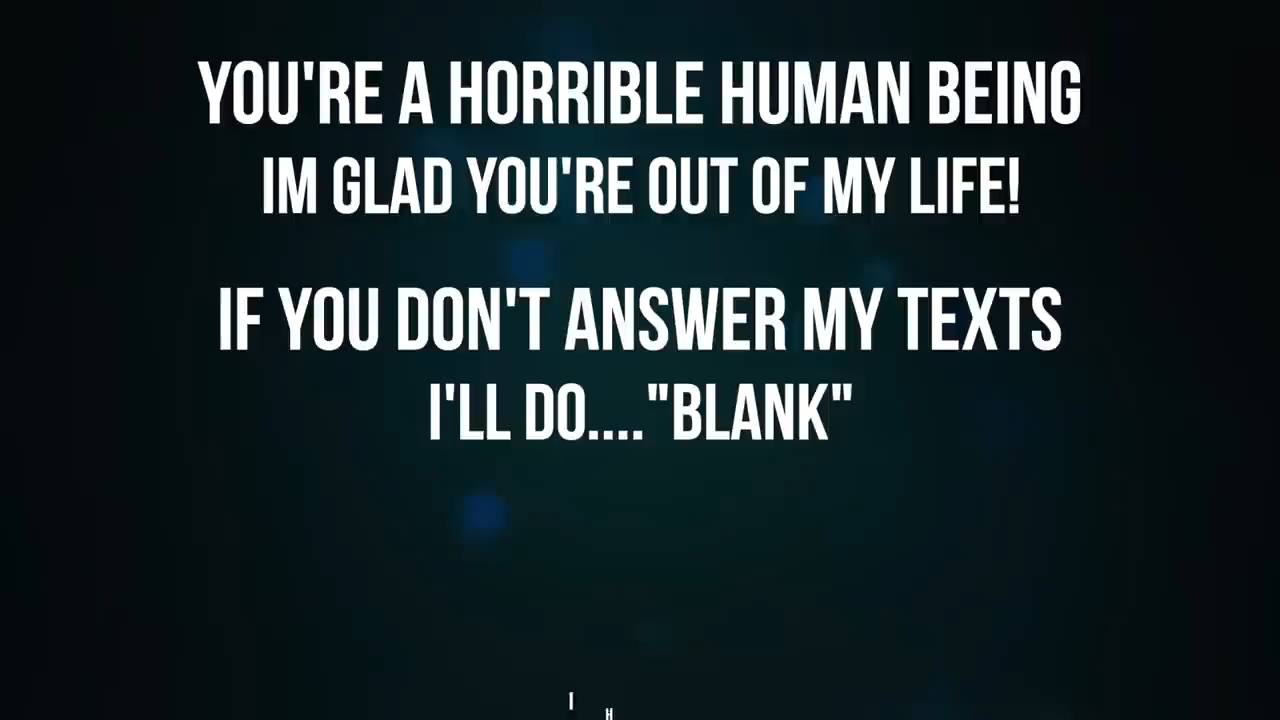 YOU'RE A HORRIBLE HUMAN BEING
IM GLAD YOU'RE OUT OF MY LIFE!
IF YOU DON'T ANSWER MY TEXTS
I'LL DO...."BLANK"
I
H